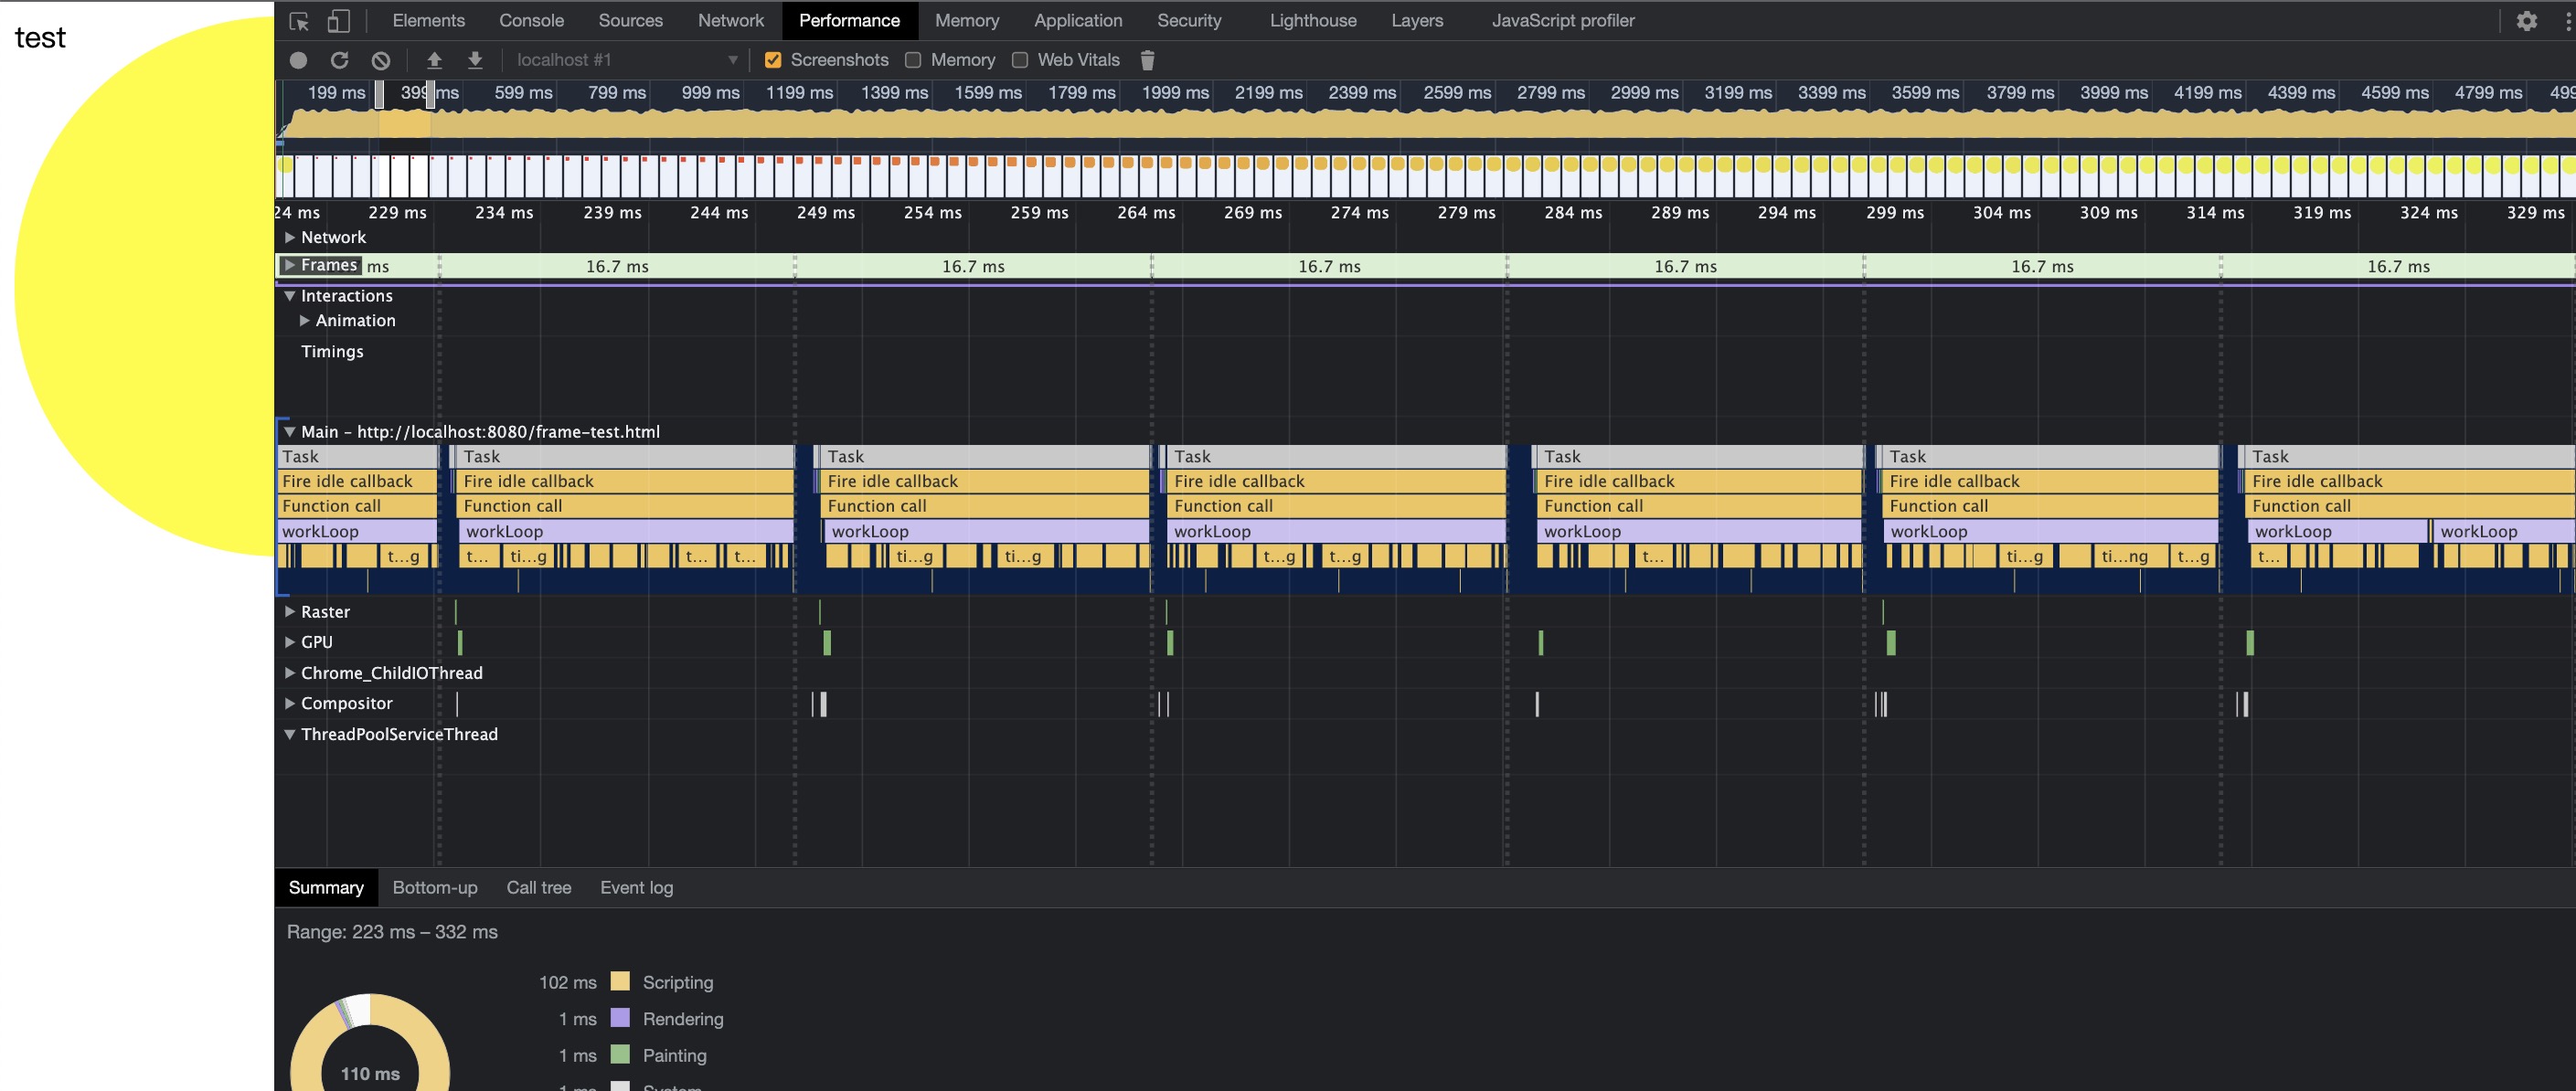 test
Elements Console Sources Network Performance Memory Application Security Lighthouse Layers JavaScript profiler
localhost #1 Screenshots Memory Web Vitals
199 ms 399 ms 599 ms 799 ms 999 ms 1199 ms 1399 ms 1599 ms 1799 ms 1999 ms 2199 ms 2399 ms 2599 ms 2799 ms 2999 ms 3199 ms 3399 ms 3599 ms 3799 ms 3999 ms 4199 ms 4399 ms 4599 ms 4799 ms 499
24 ms 229 ms 234 ms 239 ms 244 ms 249 ms 254 ms 259 ms 264 ms 269 ms 274 ms 279 ms 284 ms 289 ms 294 ms 299 ms 304 ms 309 ms 314 ms 319 ms 324 ms 329 ms
Network
Frames ms 16.7 ms 16.7 ms 16.7 ms 16.7 ms 16.7 ms 16.7 ms
Interactions
Animation
Timings
Main – http://localhost:8080/frame-test.html
Task Task Task Task Task Task Task
Fire idle callback Fire idle callback Fire idle callback Fire idle callback Fire idle callback Fire idle callback Fire idle callback
Function call Function call Function call Function call Function call Function call Function call
workLoop workLoop workLoop workLoop workLoop workLoop workLoop workLoop
t…g t… ti…g t… t… ti…g ti…g t…g t…g t… ti…g ti…ng t…g t…
Raster
GPU
Chrome_ChildIOThread
Compositor
ThreadPoolServiceThread
Summary Bottom-up Call tree Event log
Range: 223 ms – 332 ms
102 ms Scripting
1 ms Rendering
1 ms Painting
110 ms
1 ms System